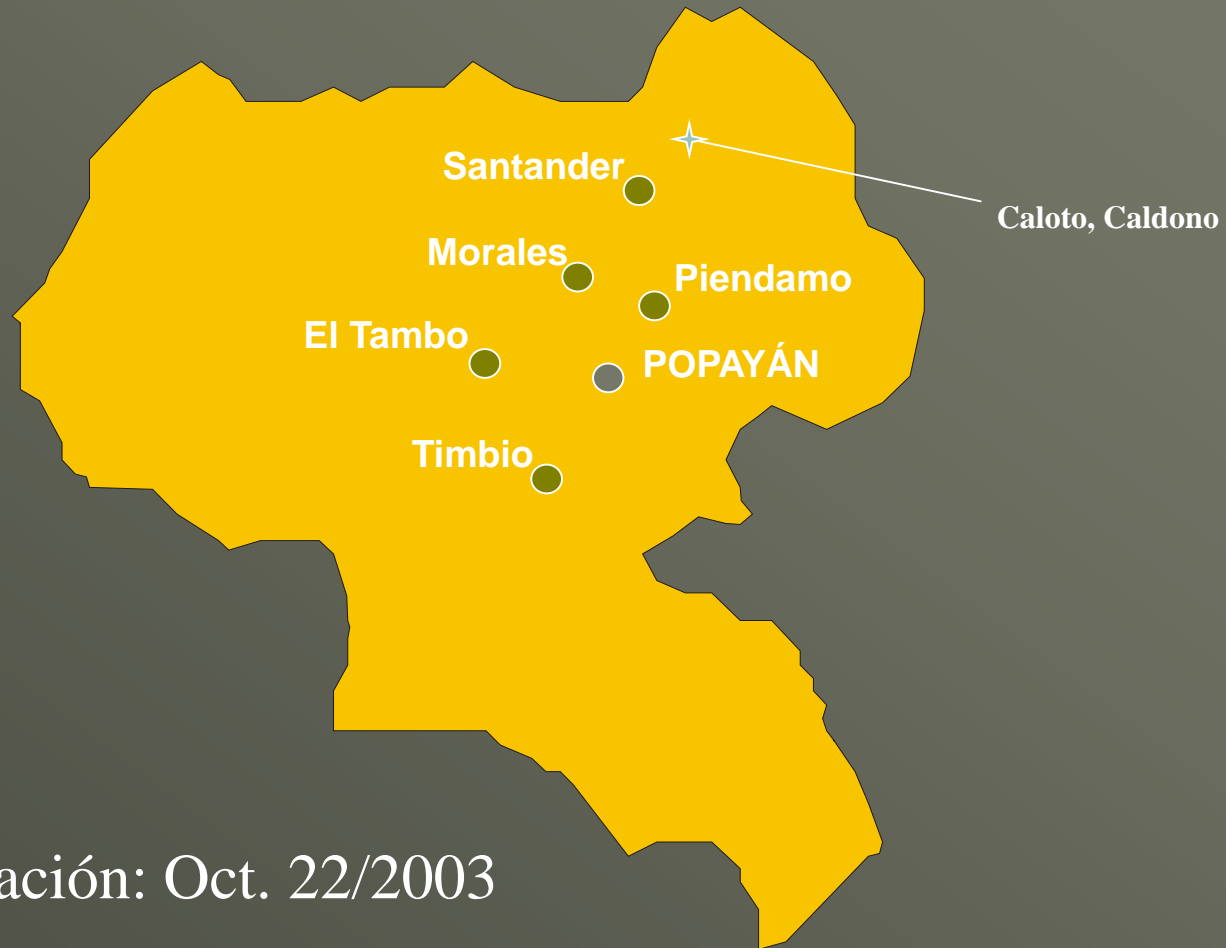 Santander
Caloto, Caldono
Morales
Piendamo
El Tambo
POPAYÁN
Timbio
ación: Oct. 22/2003